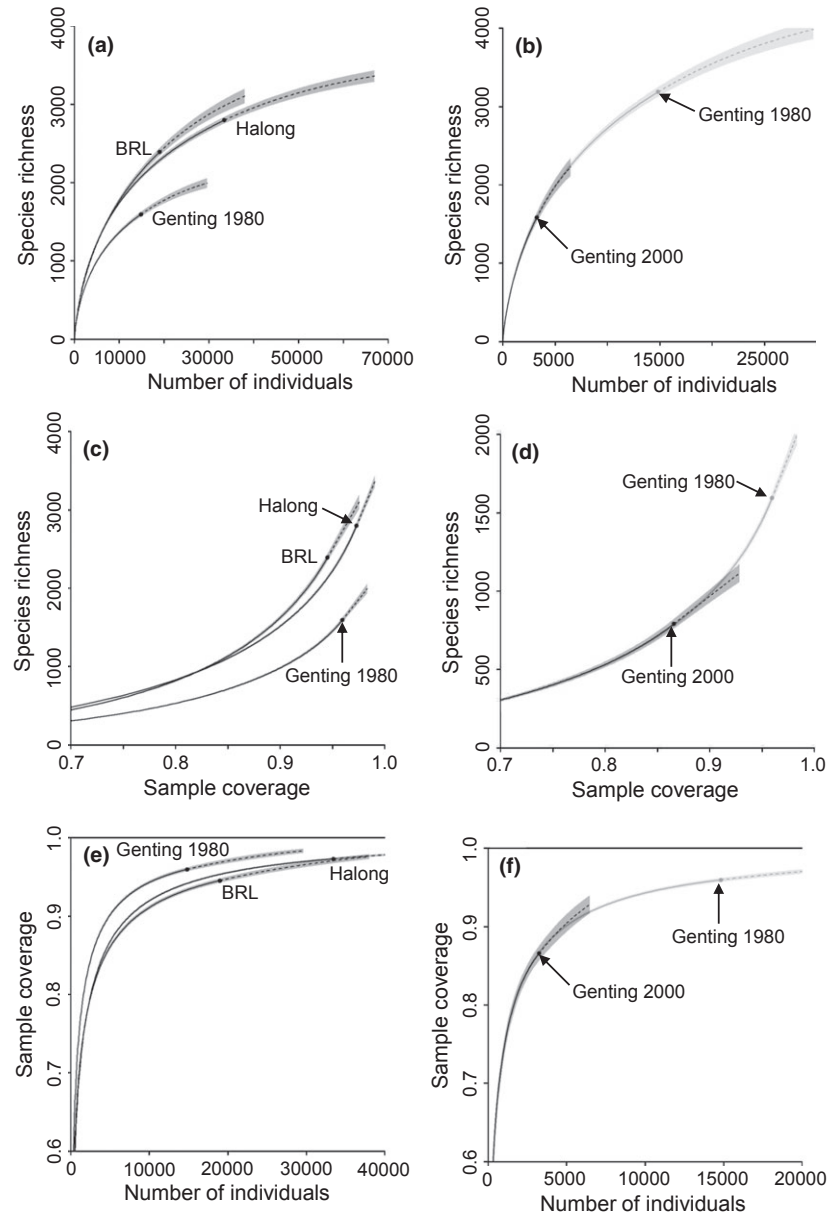 (a)
Species richness
4000
3000
2000
1000
0
BRL
Halong
Genting 1980
0 10000 30000 50000 70000
Number of individuals
(b)
Species richness
4000
3000
2000
1000
0
Genting 1980
Genting 2000
0 5000 15000 25000
Number of individuals
(c)
Species richness
4000
3000
2000
1000
0
Halong
BRL
Genting 1980
0.7 0.8 0.9 1.0
Sample coverage
(d)
Species richness
2000
1500
1000
500
0
Genting 1980
Genting 2000
0.7 0.8 0.9 1.0
Sample coverage
(e)
Sample coverage
1.0
0.9
0.8
0.7
0.6
Genting 1980
BRL
Halong
0 10000 20000 30000 40000
Number of individuals
(f)
Sample coverage
1.0
0.9
0.8
0.7
0.6
Genting 1980
Genting 2000
0 5000 10000 15000 20000
Number of individuals